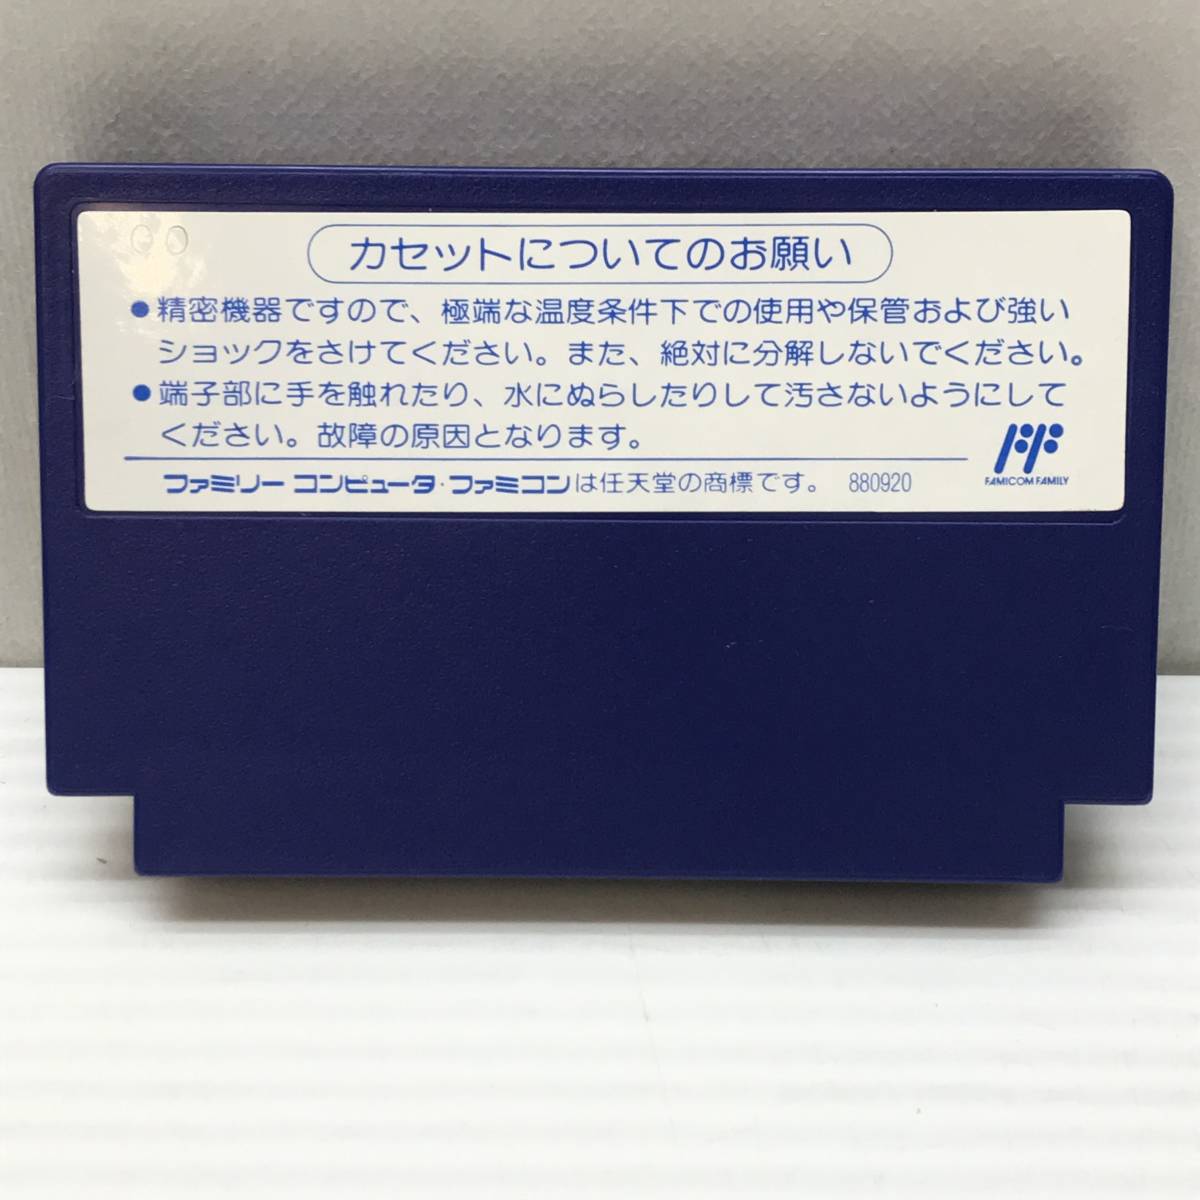 カセットについてのお願い
●精密機器ですので、極端な温度条件下での使用や保管および強い
ショックをさけてください。また、絶対に分解しないでください。
●端子部に手を触れたり、水にぬらしたりして汚さないようにして
ください。故障の原因となります。
ファミリーコンピュータ・ファミコンは任天堂の商標です。 880920
FAMICOM FAMILY